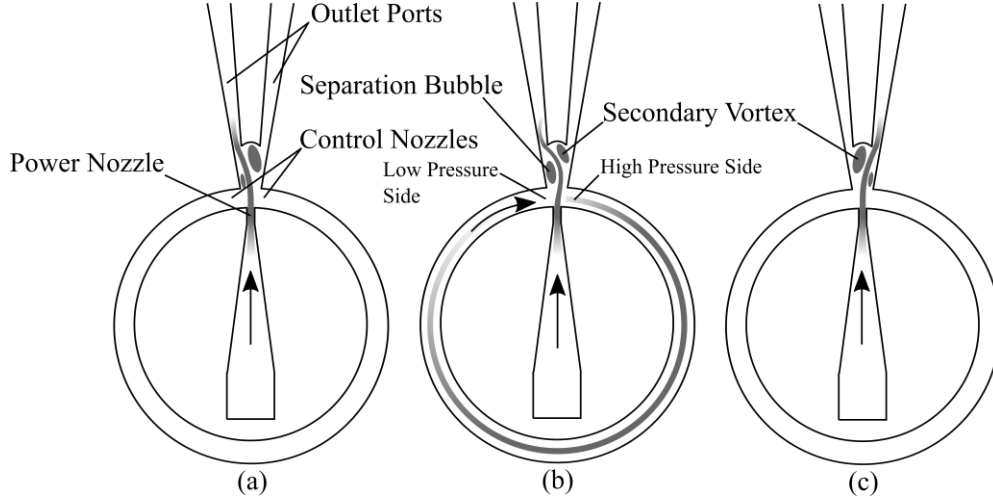 Outlet Ports
Separation Bubble
Secondary Vortex
Control Nozzles
Power Nozzle
Low Pressure
Side
High Pressure Side
(a)
(b)
(c)